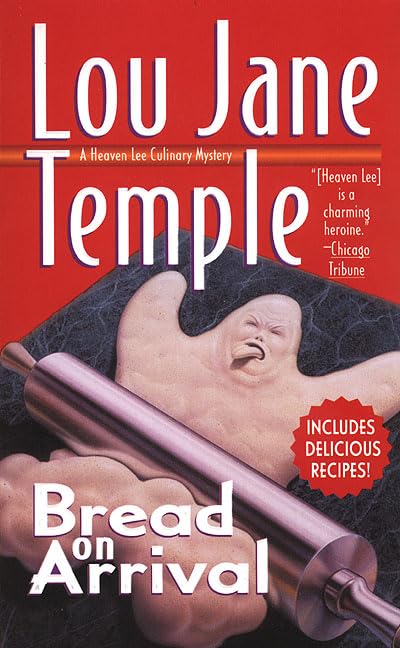 Lou Jane
A Heaven Lee Culinary Mystery
Temple
“[Heaven Lee]
is a
charming
heroine.”
—Chicago
Tribune
INCLUDES
DELICIOUS
RECIPES!
Bread
on
Arrival